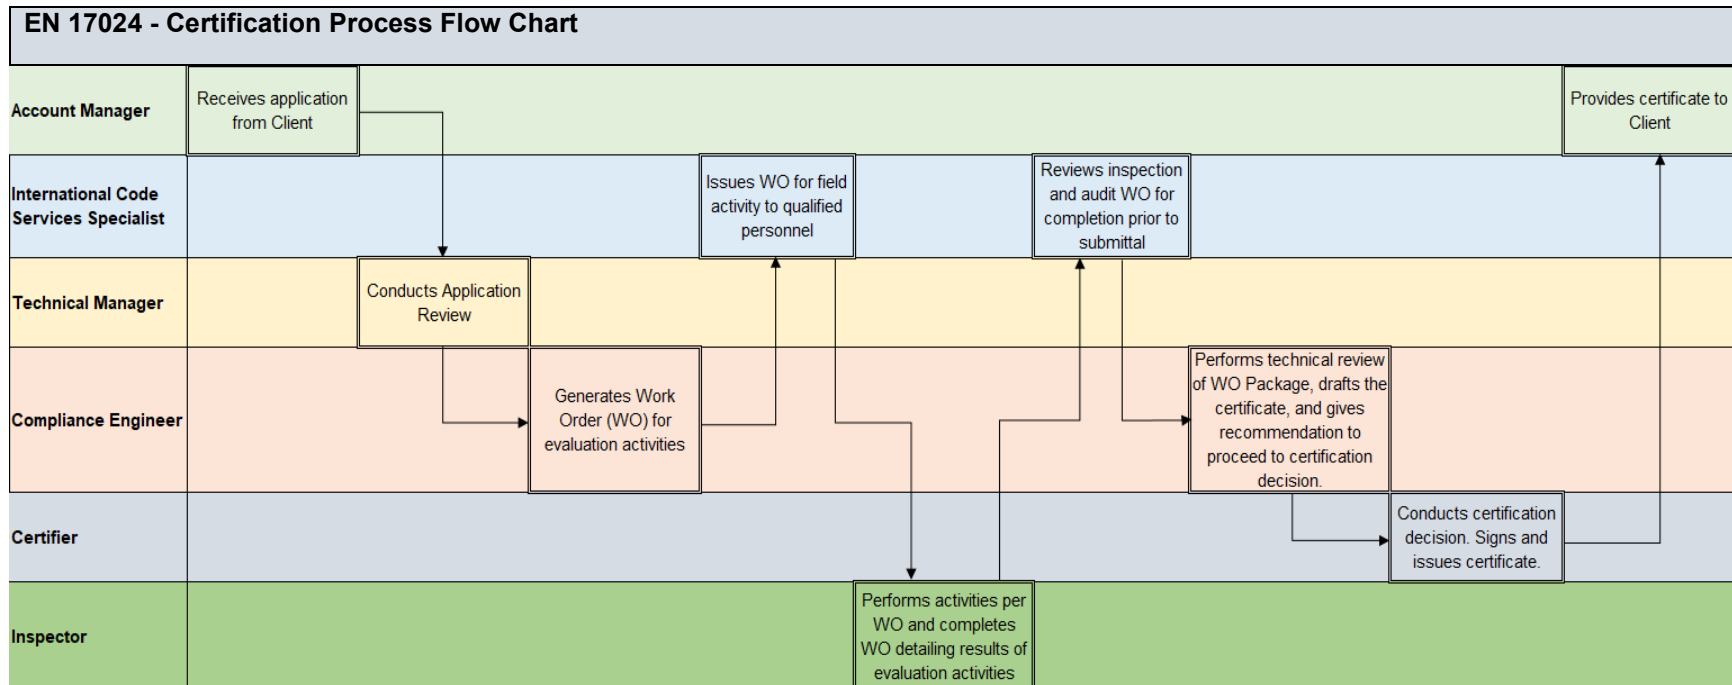 EN 17024 - Certification Process Flow Chart
Account Manager
Receives application
from Client
Provides certificate to
Client
International Code
Services Specialist
Issues WO for field
activity to qualified
personnel
Reviews inspection
and audit WO for
completion prior to
submittal
Technical Manager
Conducts Application
Review
Compliance Engineer
Generates Work
Order (WO) for
evaluation activities
Performs technical review
of WO Package, drafts the
certificate, and gives
recommendation to
proceed to certification
decision.
Certifier
Conducts certification
decision. Signs and
issues certificate.
Inspector
Performs activities per
WO and completes
WO detailing results of
evaluation activities